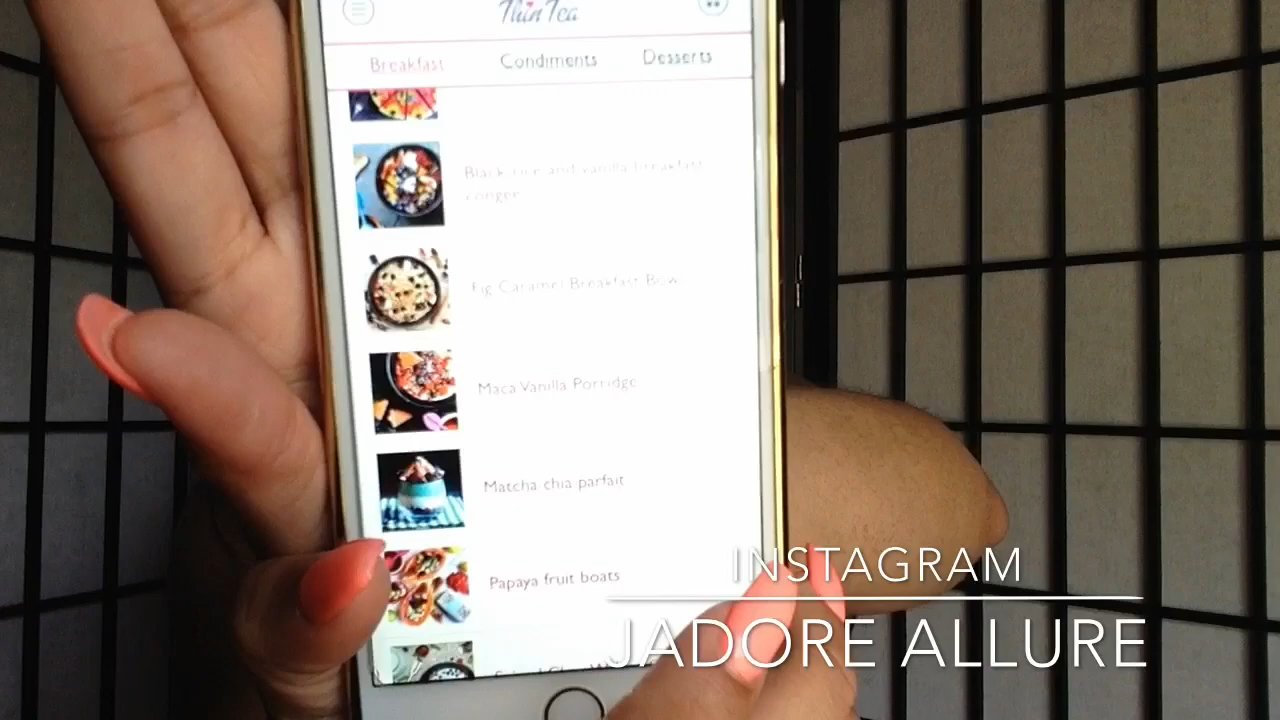 Thin Tea
Breakfast Condiments Desserts
Black rice and vanilla breakfast
congee
Fig Caramel Breakfast Bowl
Maca Vanilla Porridge
Matcha chia parfait
Papaya fruit boats
INSTAGRAM
JADORE ALLURE